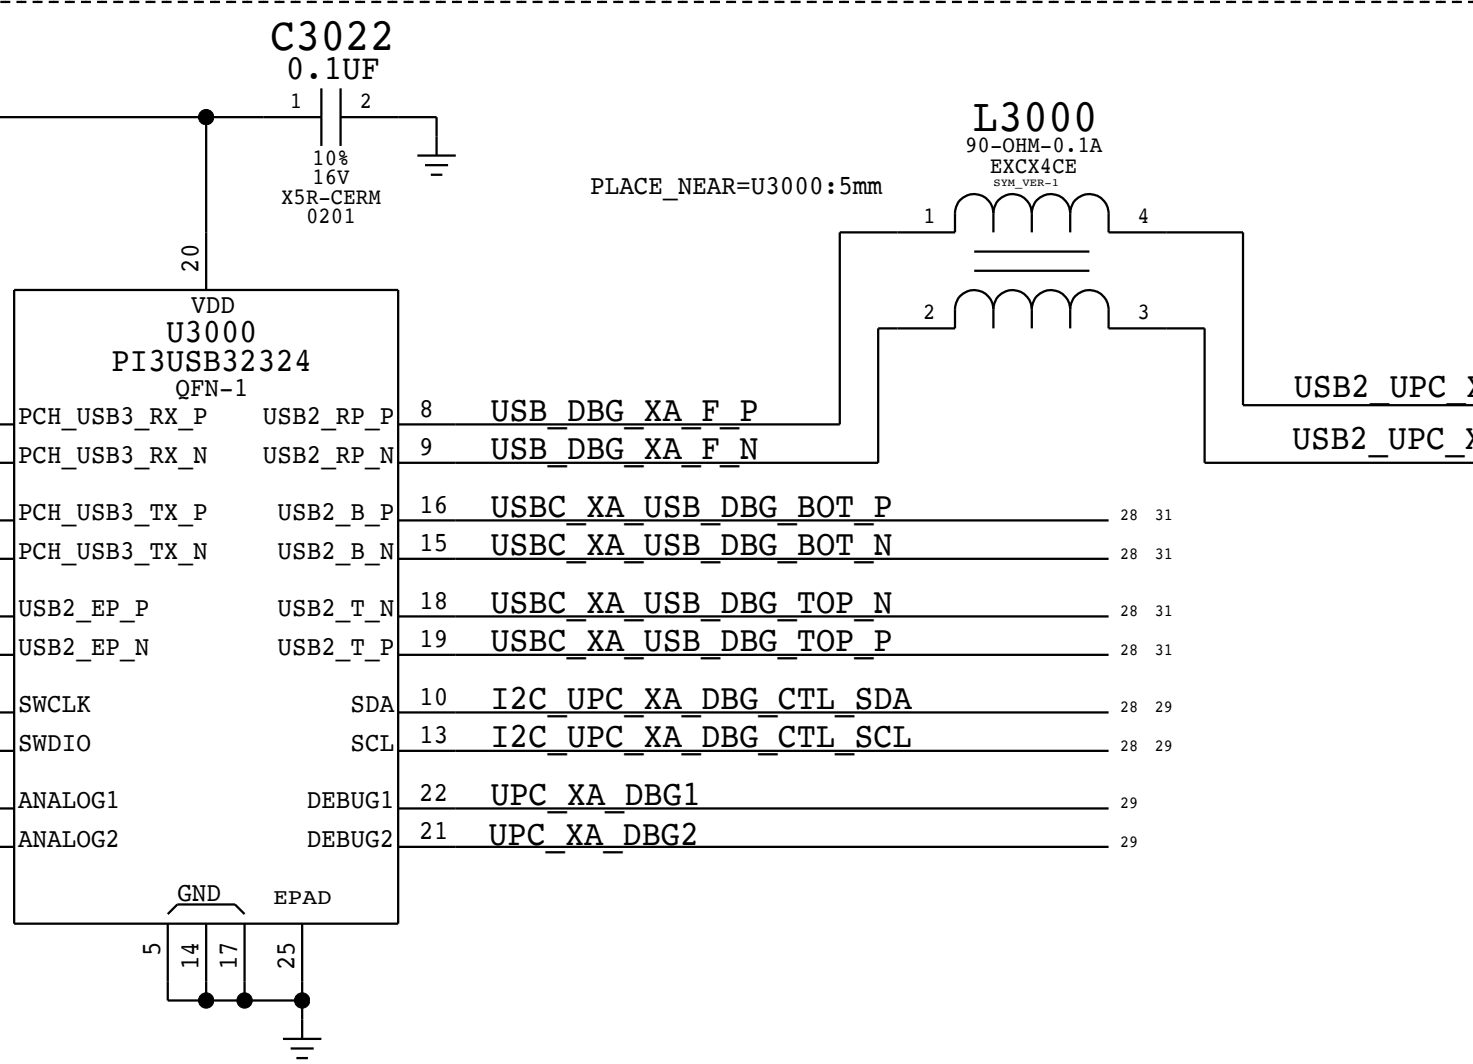 C3022
0.1UF
1 2
10%
16V
X5R-CERM
0201
L3000
90-OHM-0.1A
EXCX4CE
SYM_VER-1
PLACE_NEAR=U3000:5mm
1 4
2 3
20
VDD
U3000
PI3USB32324
QFN-1
USB2_UPC_X
USB2_UPC_X
PCH_USB3_RX_P USB2_RP_P 8 USB_DBG_XA_F_P
PCH_USB3_RX_N USB2_RP_N 9 USB_DBG_XA_F_N
PCH_USB3_TX_P USB2_B_P 16 USBC_XA_USB_DBG_BOT_P 28 31
PCH_USB3_TX_N USB2_B_N 15 USBC_XA_USB_DBG_BOT_N 28 31
USB2_EP_P USB2_T_N 18 USBC_XA_USB_DBG_TOP_N 28 31
USB2_EP_N USB2_T_P 19 USBC_XA_USB_DBG_TOP_P 28 31
SWCLK SDA 10 I2C_UPC_XA_DBG_CTL_SDA 28 29
SWDIO SCL 13 I2C_UPC_XA_DBG_CTL_SCL 28 29
ANALOG1 DEBUG1 22 UPC_XA_DBG1 29
ANALOG2 DEBUG2 21 UPC_XA_DBG2 29
GND EPAD
5 14 17 25